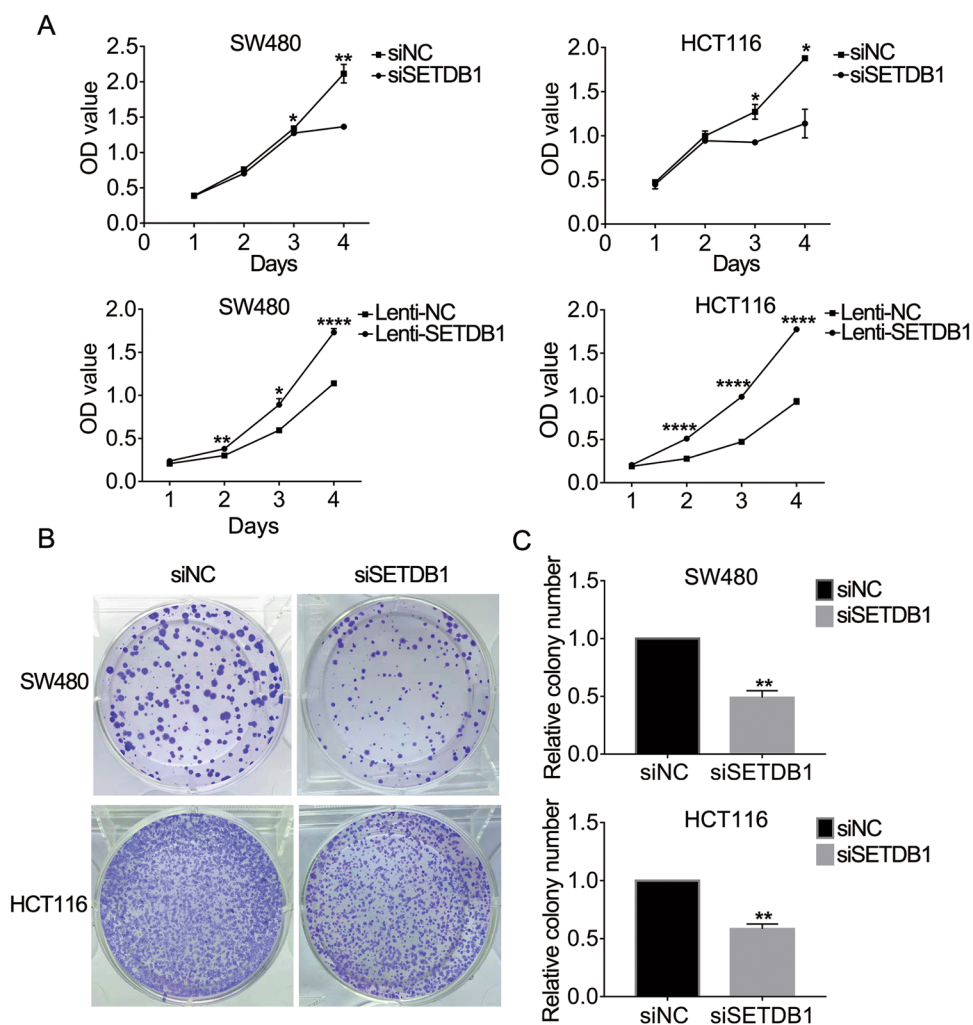 A
SW480
siNC
siSETDB1
**
*
OD value
2.5
2.0
1.5
1.0
0.5
0.0
0 1 2 3 4
Days
HCT116
siNC
siSETDB1
*
*
OD value
2.0
1.5
1.0
0.5
0.0
0 1 2 3 4
Days
SW480
Lenti-NC
Lenti-SETDB1
****
*
**
OD value
2.0
1.5
1.0
0.5
0.0
1 2 3 4
Days
HCT116
Lenti-NC
Lenti-SETDB1
****
****
****
OD value
2.0
1.5
1.0
0.5
0.0
1 2 3 4
B
siNC siSETDB1
SW480
HCT116
C
SW480
siNC
siSETDB1
Relative colony number
1.5
1.0
0.5
0.0
**
siNC siSETDB1
HCT116
siNC
siSETDB1
Relative colony number
1.5
1.0
0.5
0.0
**
siNC siSETDB1